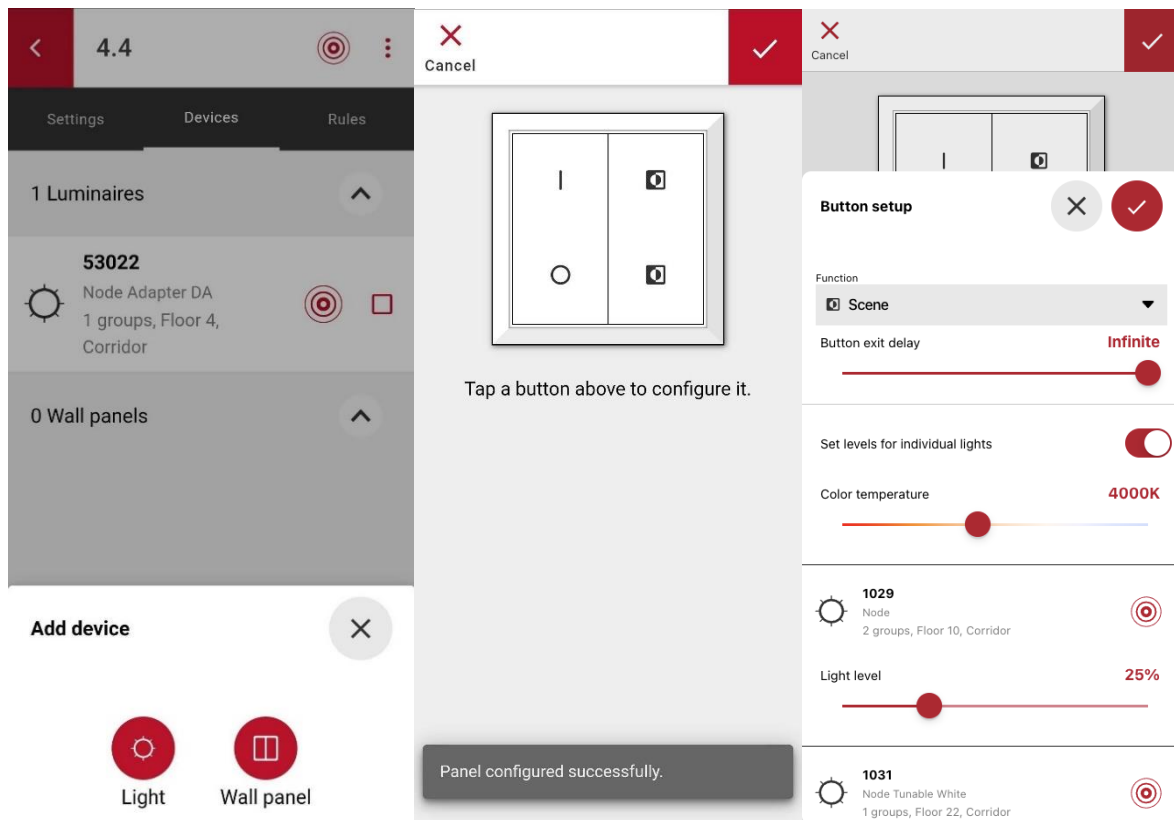 4.4
Settings
Devices
Rules
1 Luminaires
53022
Node Adapter DA
1 groups, Floor 4,
Corridor
0 Wall panels
Add device
Light
Wall panel
Cancel
Tap a button above to configure it.
Panel configured successfully.
Cancel
Button setup
Function
Scene
Button exit delay
Infinite
Set levels for individual lights
Color temperature
4000K
1029
Node
2 groups, Floor 10, Corridor
Light level
25%
1031
Node Tunable White
1 groups, Floor 22, Corridor